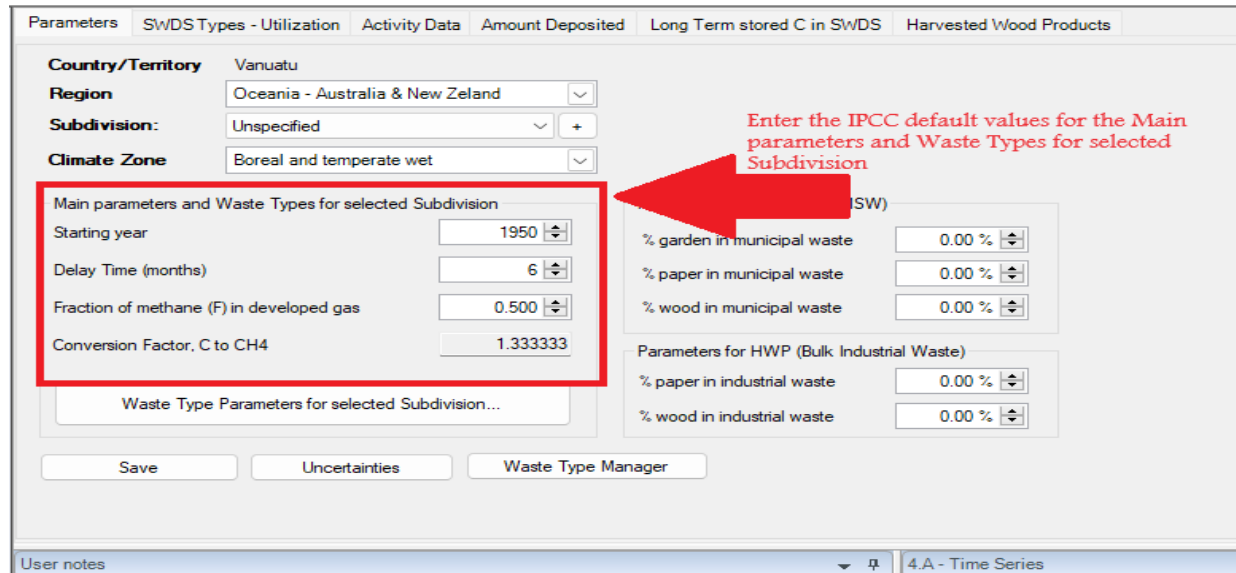 Parameters SWDS Types - Utilization Activity Data Amount Deposited Long Term stored C in SWDS Harvested Wood Products
Country/Territory Vanuatu
Region Oceania - Australia & New Zeland
Subdivision: Unspecified +
Climate Zone Boreal and temperate wet
Enter the IPCC default values for the Main
parameters and Waste Types for selected
Subdivision
Main parameters and Waste Types for selected Subdivision
Starting year 1950
Delay Time (months) 6
Fraction of methane (F) in developed gas 0.500
Conversion Factor, C to CH4 1.333333
Waste Type Parameters for selected Subdivision...
SW)
% garden in municipal waste 0.00 %
% paper in municipal waste 0.00 %
% wood in municipal waste 0.00 %
Parameters for HWP (Bulk Industrial Waste)
% paper in industrial waste 0.00 %
% wood in industrial waste 0.00 %
Save Uncertainties Waste Type Manager
User notes 4.A - Time Series